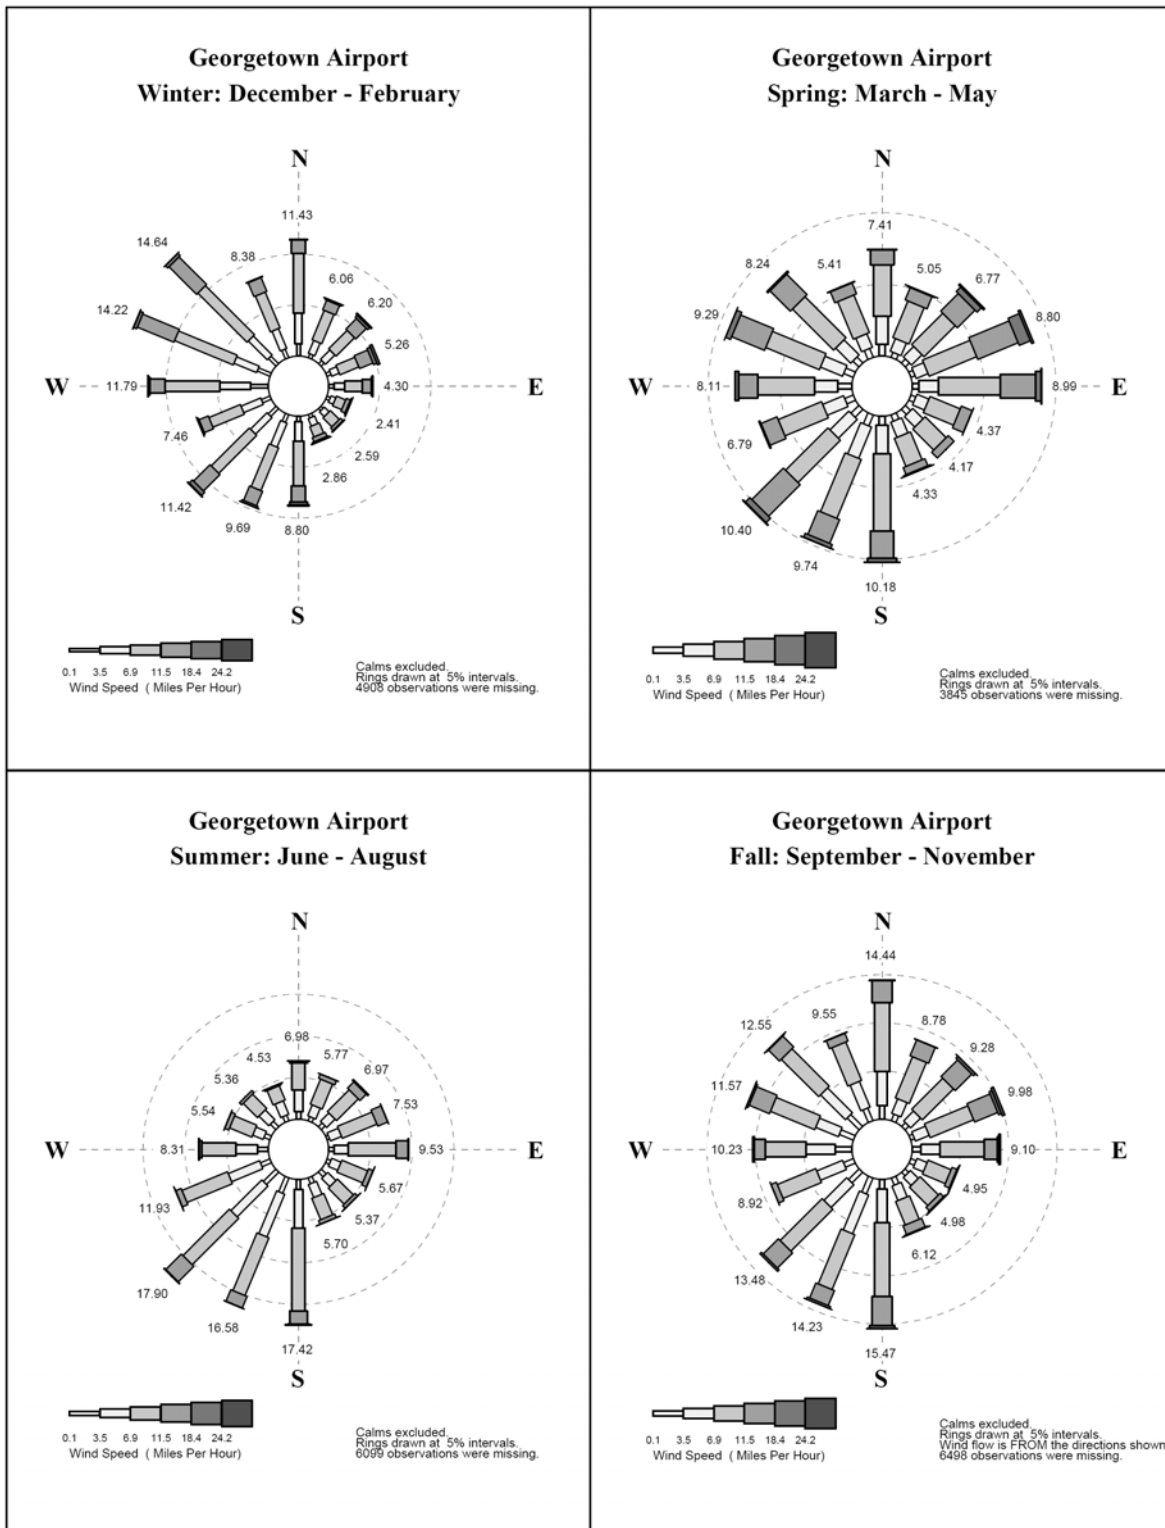 Georgetown Airport
Winter: December - February
N
11.43
14.64
8.38
6.06
6.20
14.22
5.26
W
11.79
4.30
E
7.46
2.41
2.59
2.86
11.42
9.69
8.80
S
0.1 3.5 6.9 11.5 18.4 24.2
Wind Speed ( Miles Per Hour)
Calms excluded.
Rings drawn at 5% intervals.
4908 observations were missing.
Georgetown Airport
Spring: March - May
N
7.41
8.24
5.41
5.05
6.77
9.29
8.80
W
8.11
8.99
E
6.79
4.37
4.17
4.33
10.40
9.74
10.18
S
0.1 3.5 6.9 11.5 18.4 24.2
Wind Speed ( Miles Per Hour)
Calms excluded.
Rings drawn at 5% intervals.
3845 observations were missing.
Georgetown Airport
Summer: June - August
N
6.98
4.53
5.77
5.36
6.97
5.54
7.53
W
8.31
9.53
E
11.93
5.67
5.37
5.70
17.90
16.58
17.42
S
0.1 3.5 6.9 11.5 18.4 24.2
Wind Speed ( Miles Per Hour)
Calms excluded.
Rings drawn at 5% intervals.
6099 observations were missing.
Georgetown Airport
Fall: September - November
N
14.44
12.55
9.55
8.78
9.28
11.57
9.98
W
10.23
9.10
E
8.92
4.95
4.98
6.12
13.48
14.23
15.47
S
0.1 3.5 6.9 11.5 18.4 24.2
Wind Speed ( Miles Per Hour)
Calms excluded.
Rings drawn at 5% intervals.
Wind flow is FROM the directions shown
6498 observations were missing.